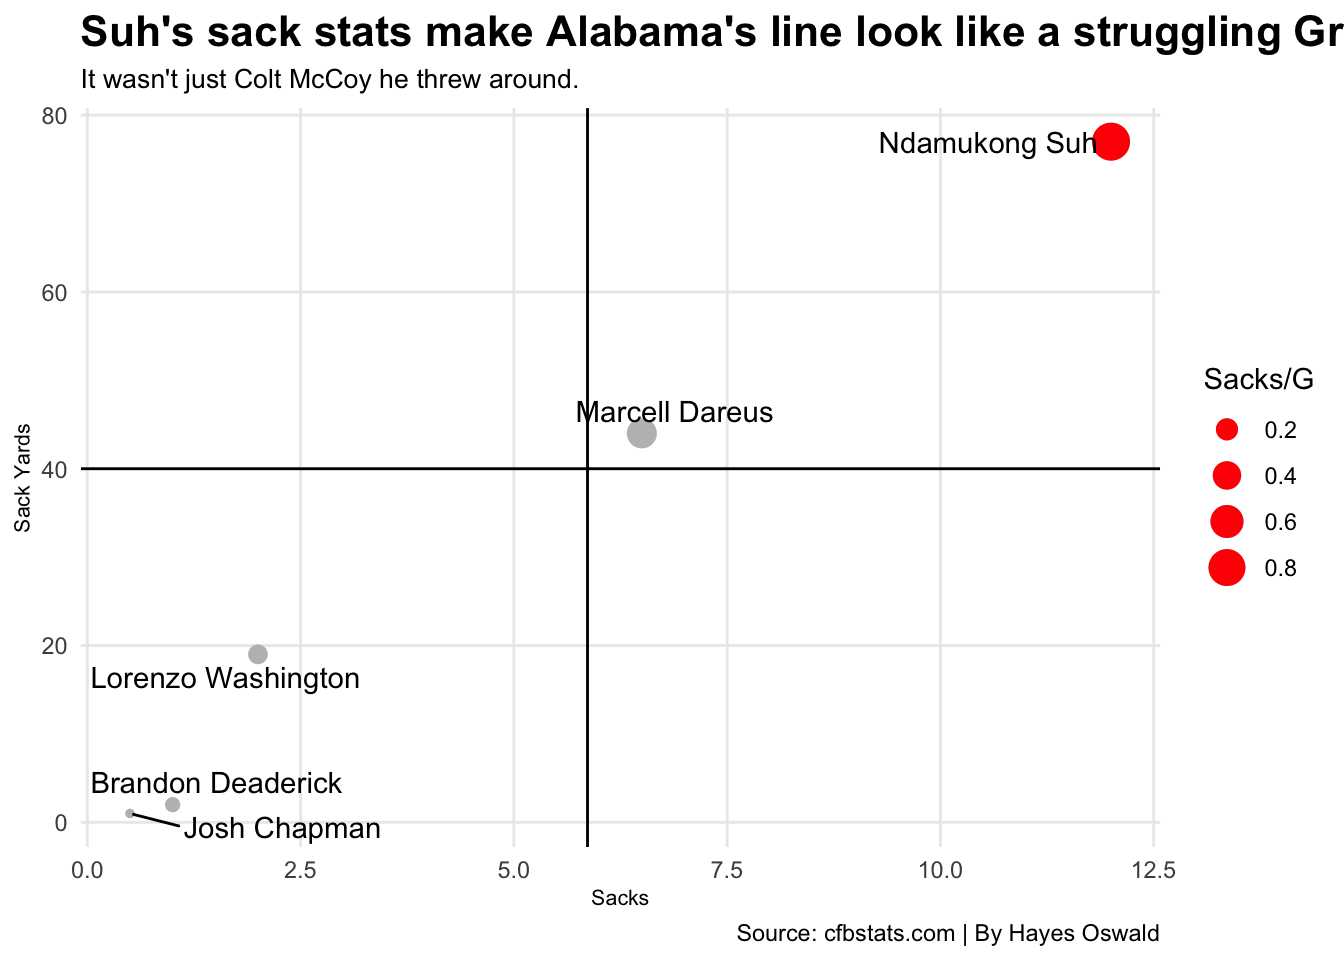 Suh's sack stats make Alabama's line look like a struggling Gr
It wasn't just Colt McCoy he threw around.
80
60
40
20
0
Sack Yards
Ndamukong Suh
Marcell Dareus
Lorenzo Washington
Brandon Deaderick
Josh Chapman
0.0 2.5 5.0 7.5 10.0 12.5
Sacks
Sacks/G
0.2
0.4
0.6
0.8
Source: cfbstats.com | By Hayes Oswald